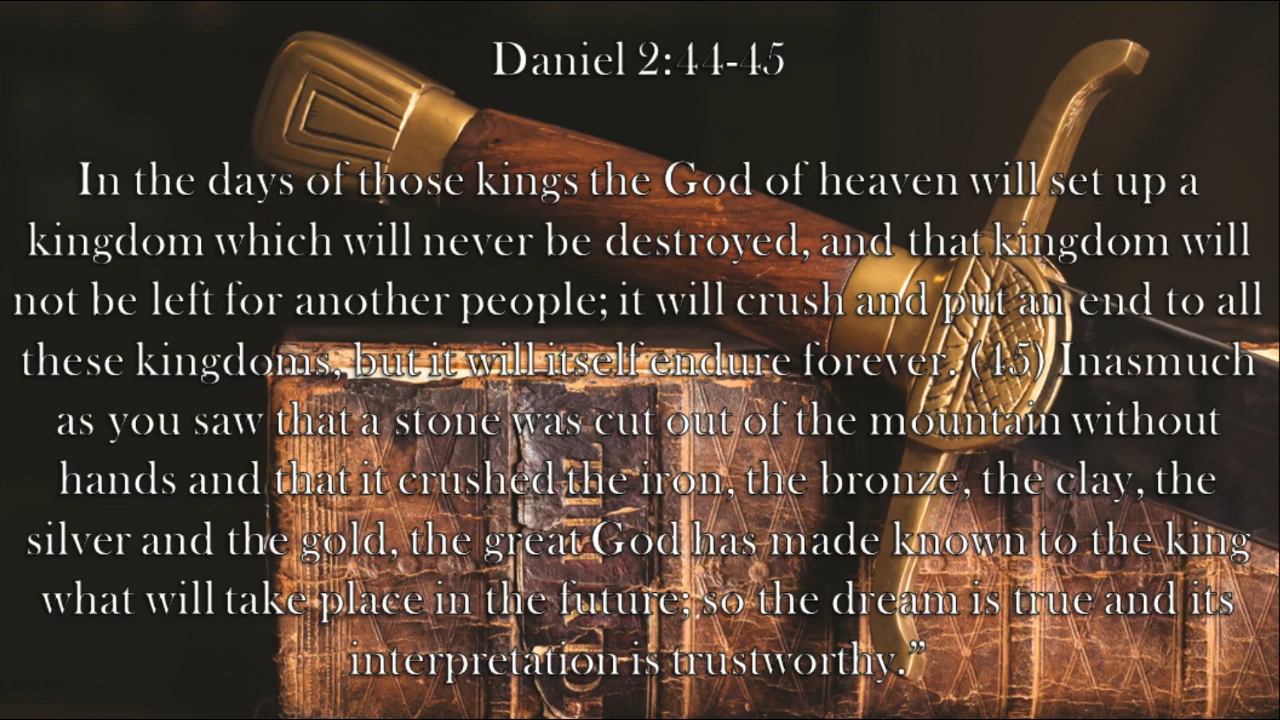 Daniel 2:44-45
In the days of those kings the God of heaven will set up a
kingdom which will never be destroyed, and that kingdom will
not be left for another people; it will crush and put an end to all
these kingdoms, but it will itself endure forever. (45) Inasmuch
as you saw that a stone was cut out of the mountain without
hands and that it crushed the iron, the bronze, the clay, the
silver and the gold, the great God has made known to the king
what will take place in the future; so the dream is true and its
interpretation is trustworthy.”